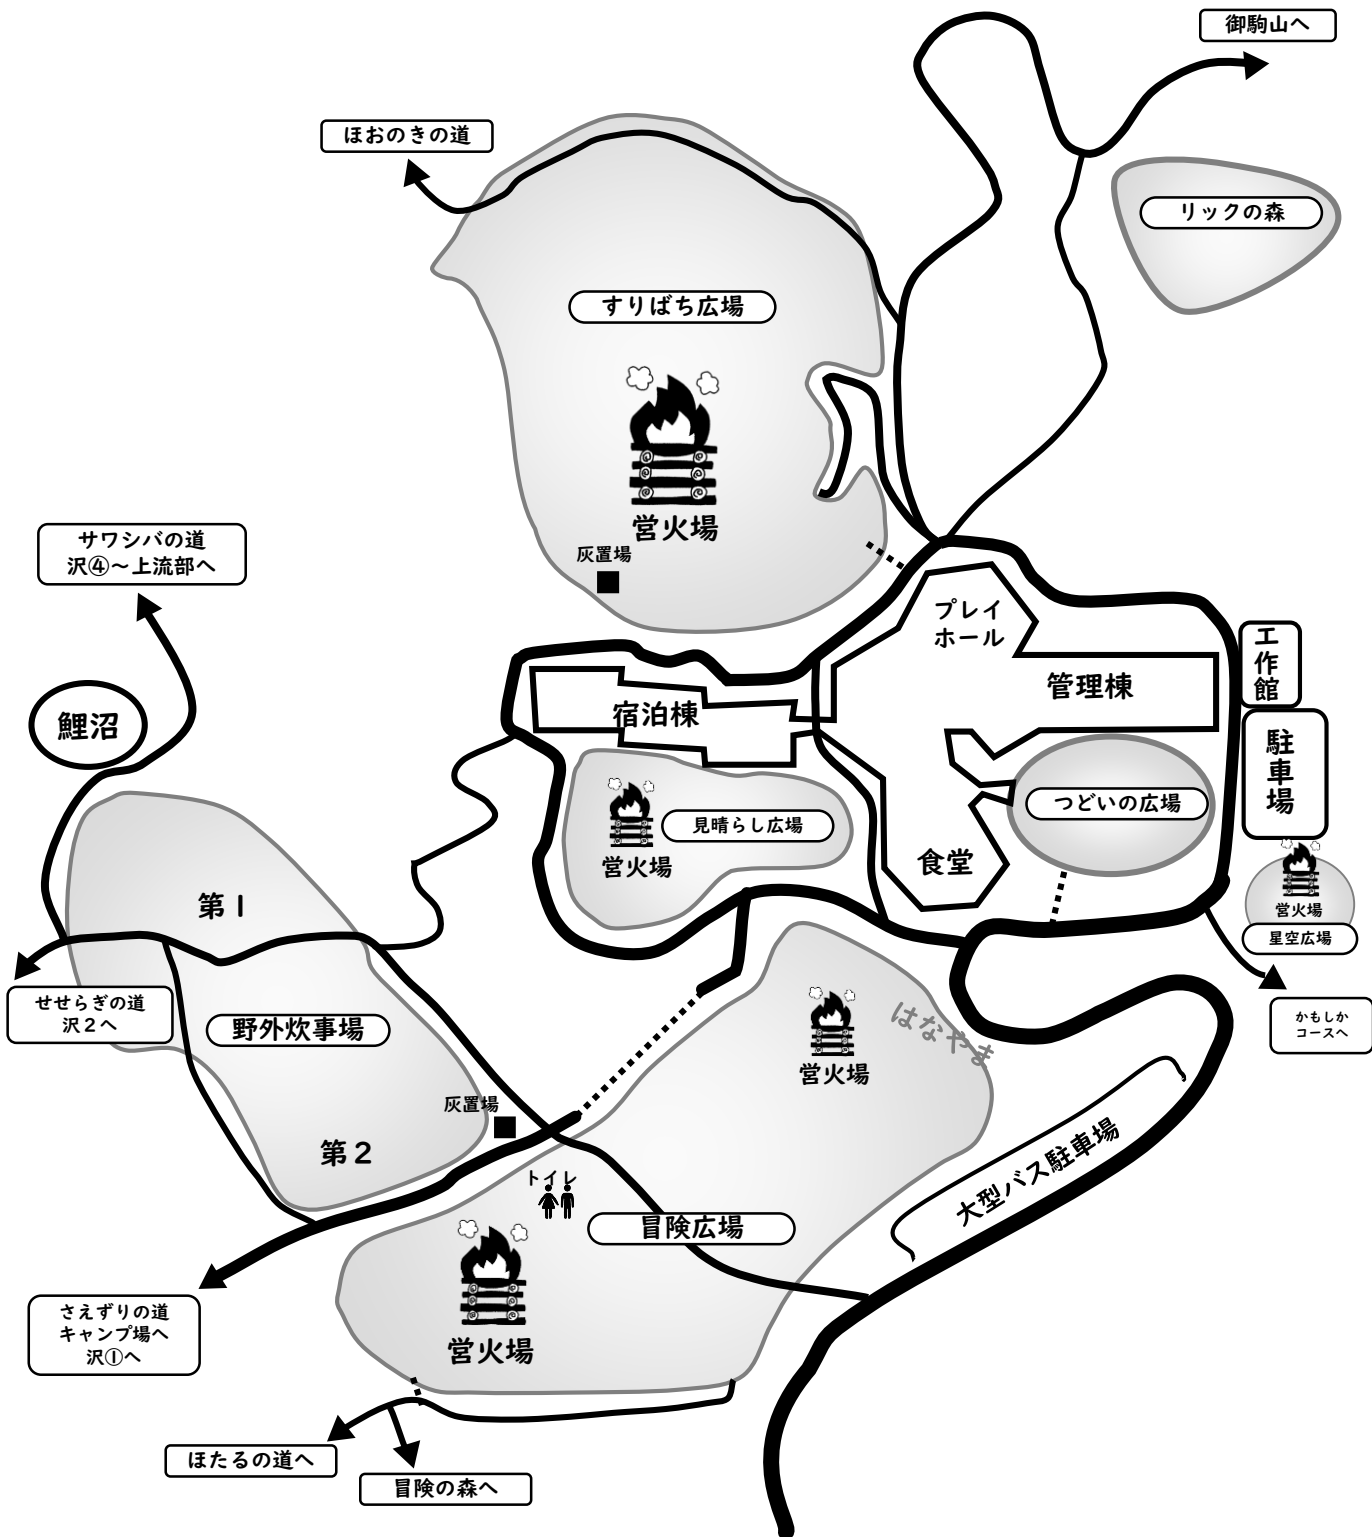 御駒山へ
ほおのきの道
リックの森
すりばち広場
営火場
灰置場
サワシバの道
沢④～上流部へ
プレイ
ホール
工作館
管理棟
鯉沼
宿泊棟
駐車場
つどいの広場
見晴らし広場
営火場
食堂
第１
営火場
星空広場
せせらぎの道
沢２へ
野外炊事場
はなやま
かもしか
コースへ
営火場
灰置場
第２
大型バス駐車場
トイレ
冒険広場
営火場
さえずりの道
キャンプ場へ
沢①へ
ほたるの道へ
冒険の森へ